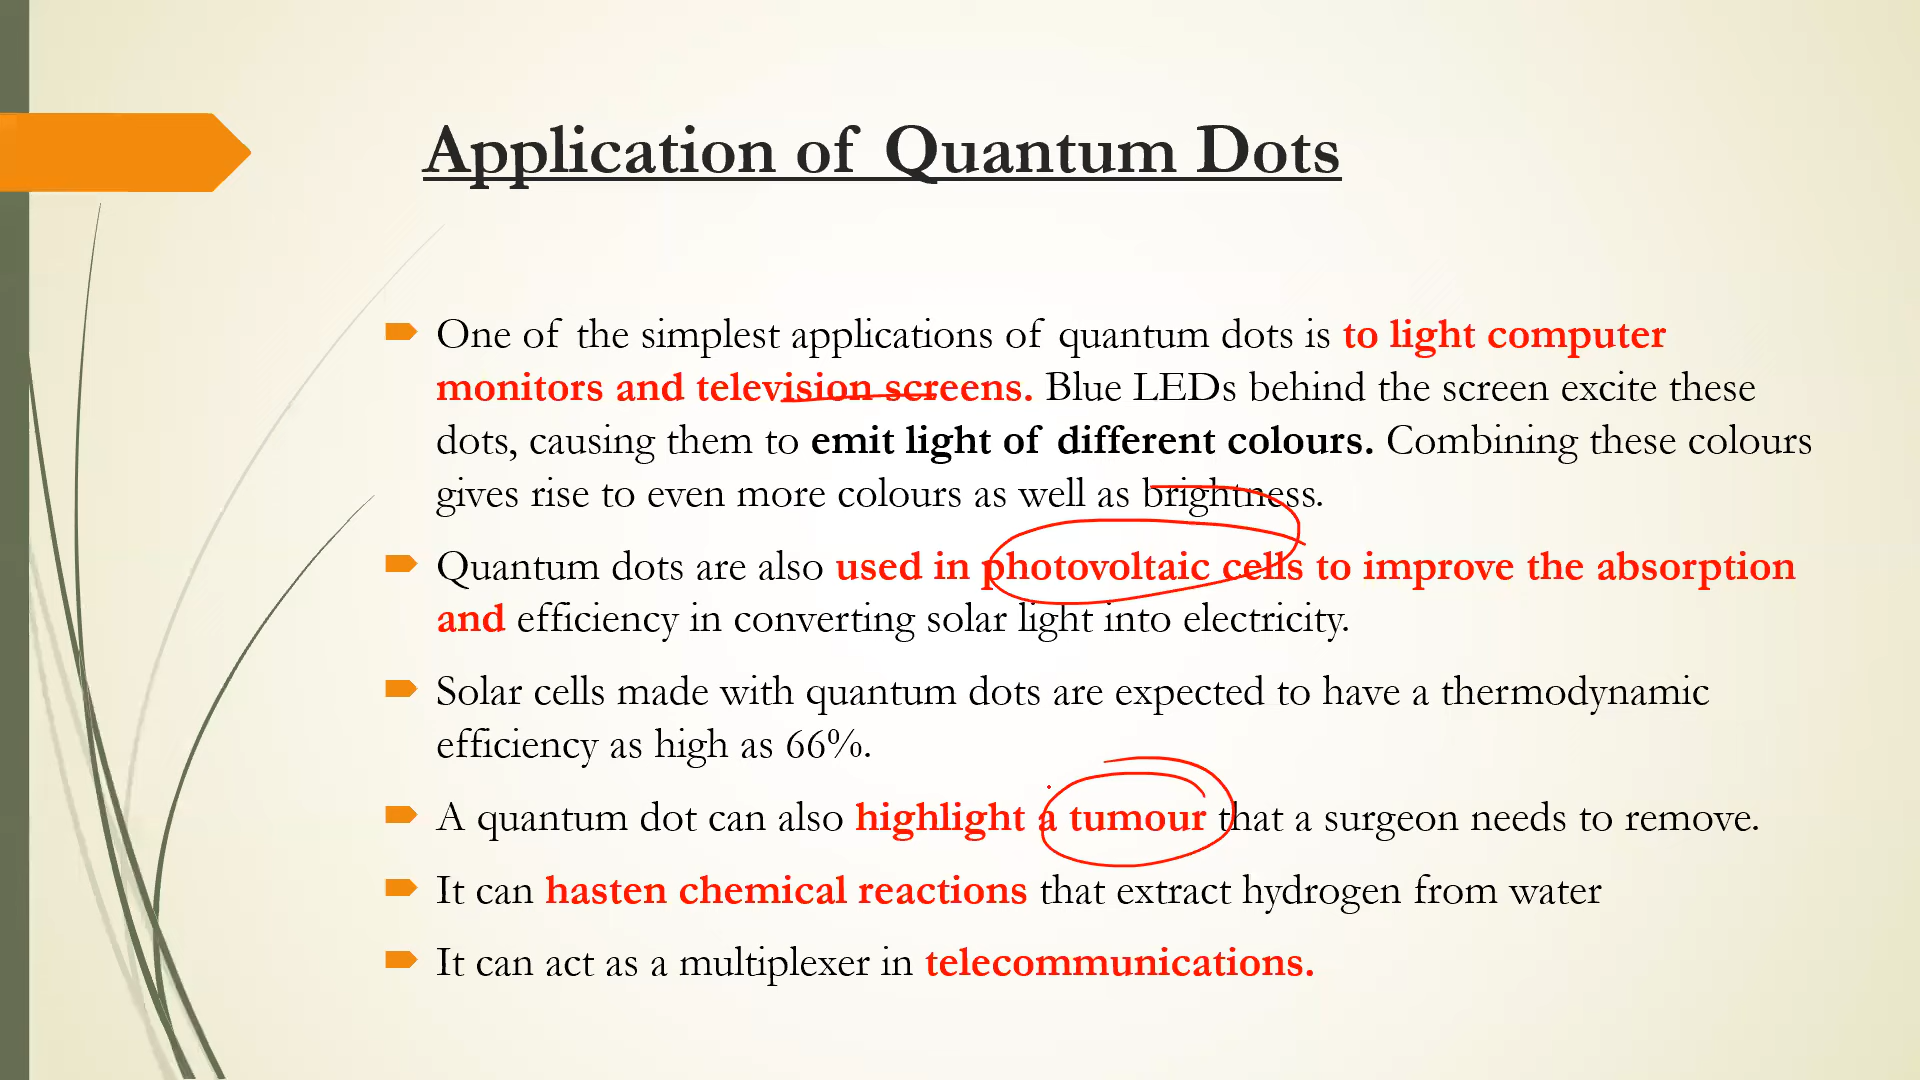 Application of Quantum Dots
One of the simplest applications of quantum dots is to light computer
monitors and television screens. Blue LEDs behind the screen excite these
dots, causing them to emit light of different colours. Combining these colours
gives rise to even more colours as well as brightness.
Quantum dots are also used in photovoltaic cells to improve the absorption
and efficiency in converting solar light into electricity.
Solar cells made with quantum dots are expected to have a thermodynamic
efficiency as high as 66%.
A quantum dot can also highlight a tumour that a surgeon needs to remove.
It can hasten chemical reactions that extract hydrogen from water
It can act as a multiplexer in telecommunications.